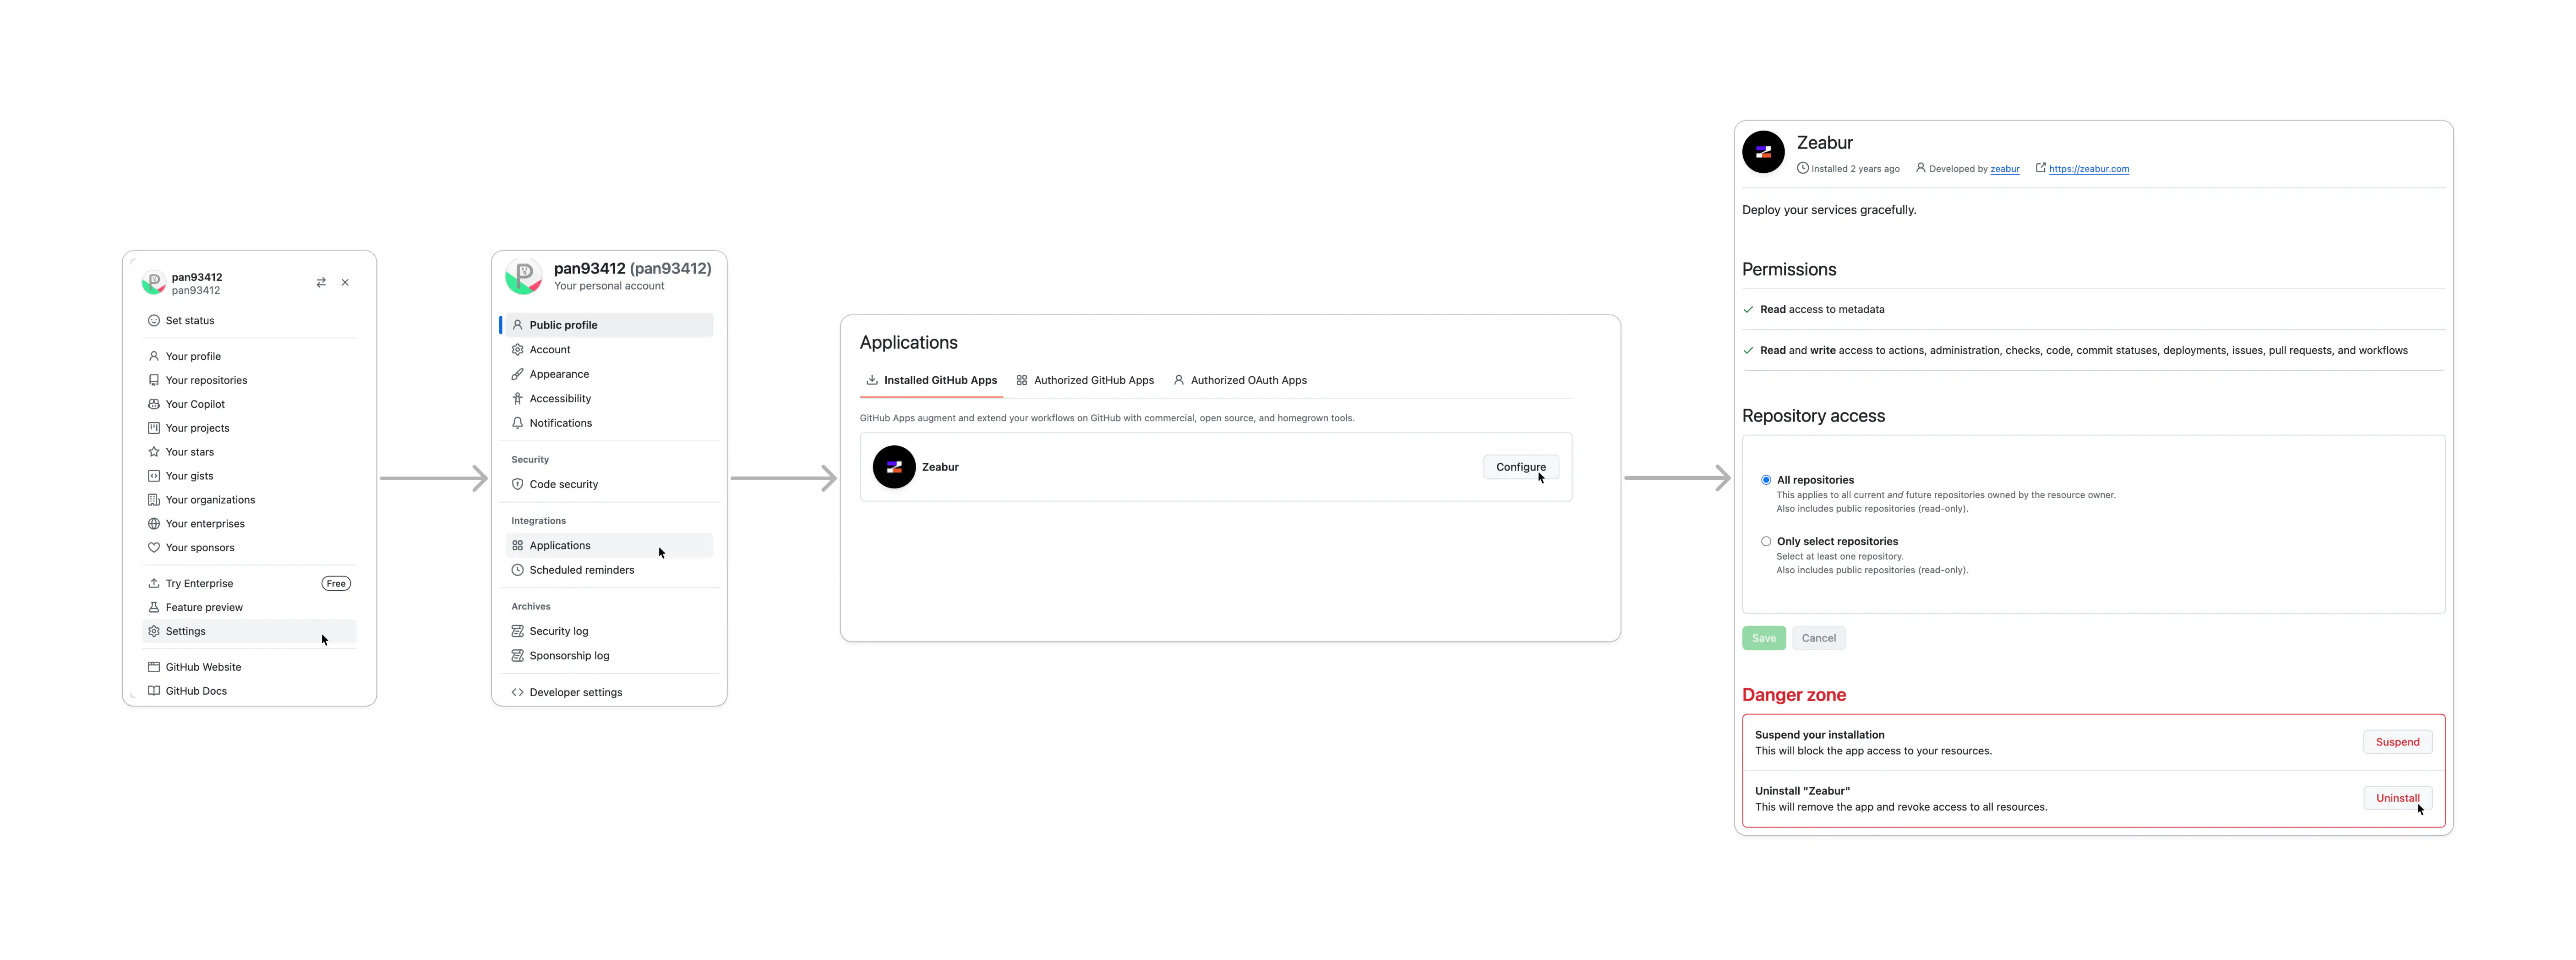 pan93412
pan93412
Set status
Your profile
Your repositories
Your Copilot
Your projects
Your stars
Your gists
Your organizations
Your enterprises
Your sponsors
Try Enterprise Free
Feature preview
Settings
GitHub Website
GitHub Docs
pan93412 (pan93412)
Your personal account
Public profile
Account
Appearance
Accessibility
Notifications
Security
Code security
Integrations
Applications
Scheduled reminders
Archives
Security log
Sponsorship log
Developer settings
Applications
Installed GitHub Apps Authorized GitHub Apps Authorized OAuth Apps
GitHub Apps augment and extend your workflows on GitHub with commercial, open source, and homegrown tools.
Zeabur Configure
Zeabur
Installed 2 years ago Developed by zeabur https://zeabur.com
Deploy your services gracefully.
Permissions
Read access to metadata
Read and write access to actions, administration, checks, code, commit statuses, deployments, issues, pull requests, and workflows
Repository access
All repositories
This applies to all current and future repositories owned by the resource owner.
Also includes public repositories (read-only).
Only select repositories
Select at least one repository.
Also includes public repositories (read-only).
Save Cancel
Danger zone
Suspend your installation
This will block the app access to your resources.
Suspend
Uninstall "Zeabur"
This will remove the app and revoke access to all resources.
Uninstall